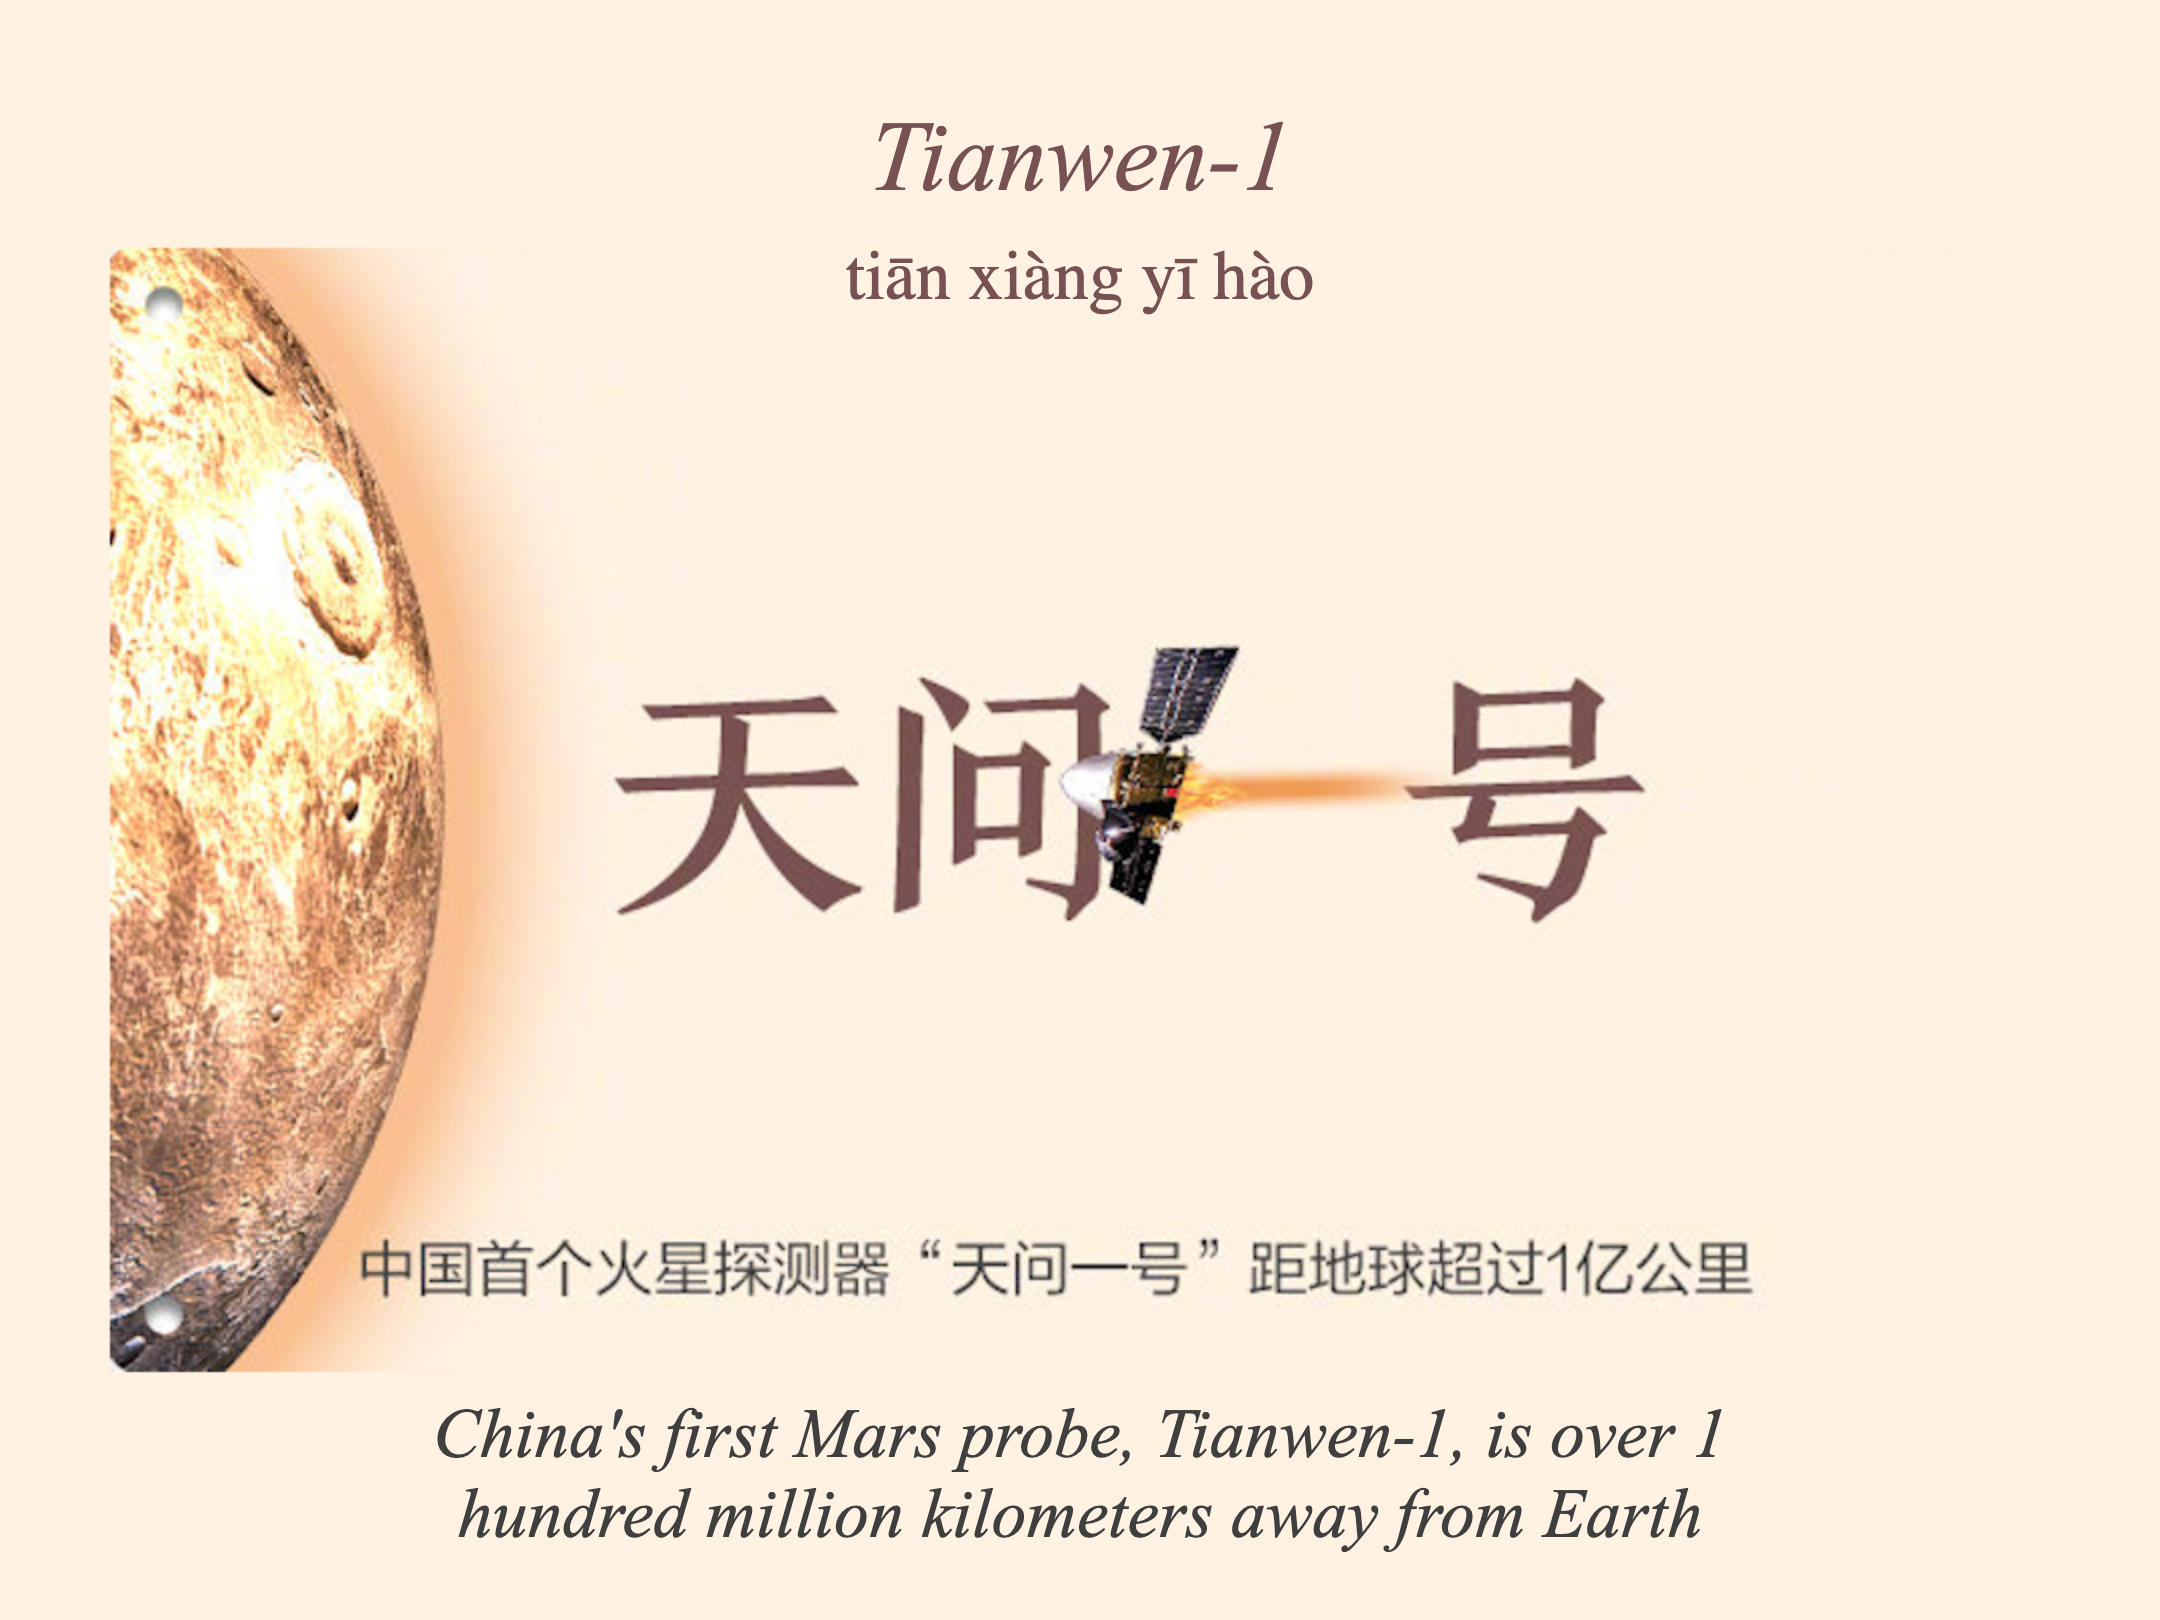 Tianwen-1
tiān xiàng yī hào
天问一号
中国首个火星探测器“天问一号”距地球超过1亿公里
China's first Mars probe, Tianwen-1, is over 1
hundred million kilometers away from Earth